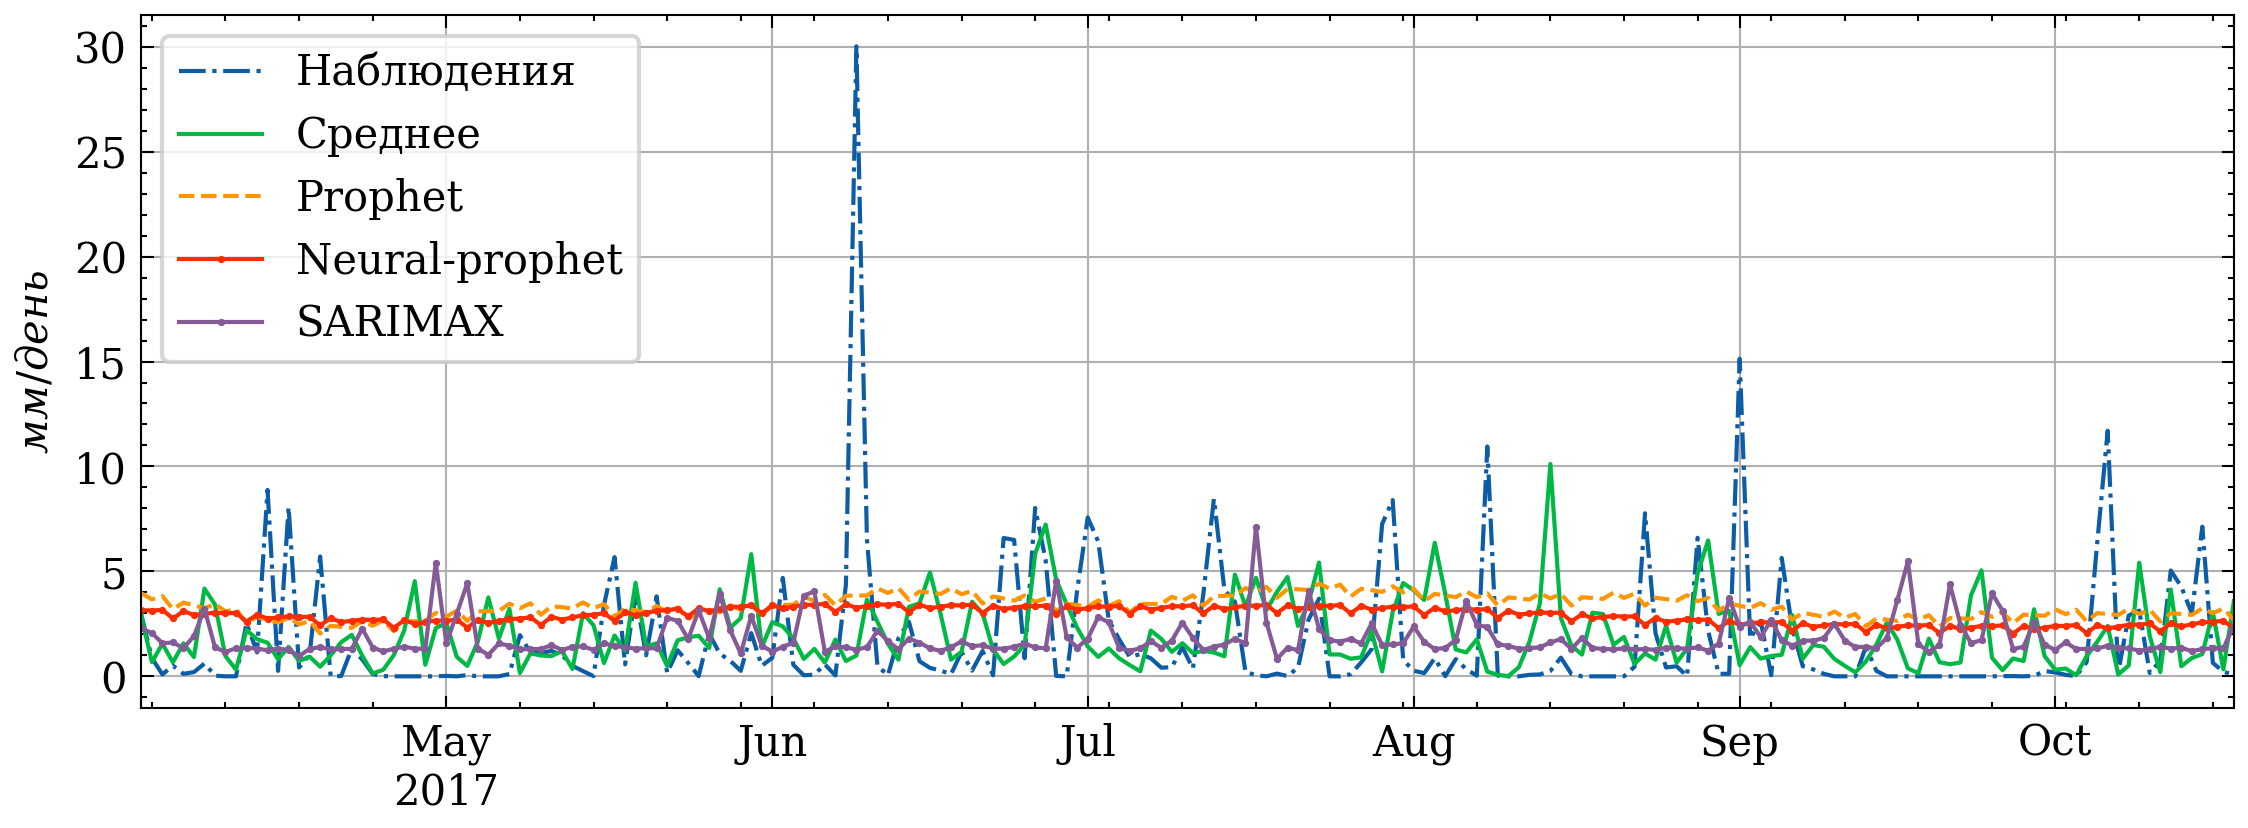 Наблюдения
Среднее
Prophet
Neural-prophet
SARIMAX
мм/день
30
25
20
15
10
5
0
May
2017
Jun
Jul
Aug
Sep
Oct